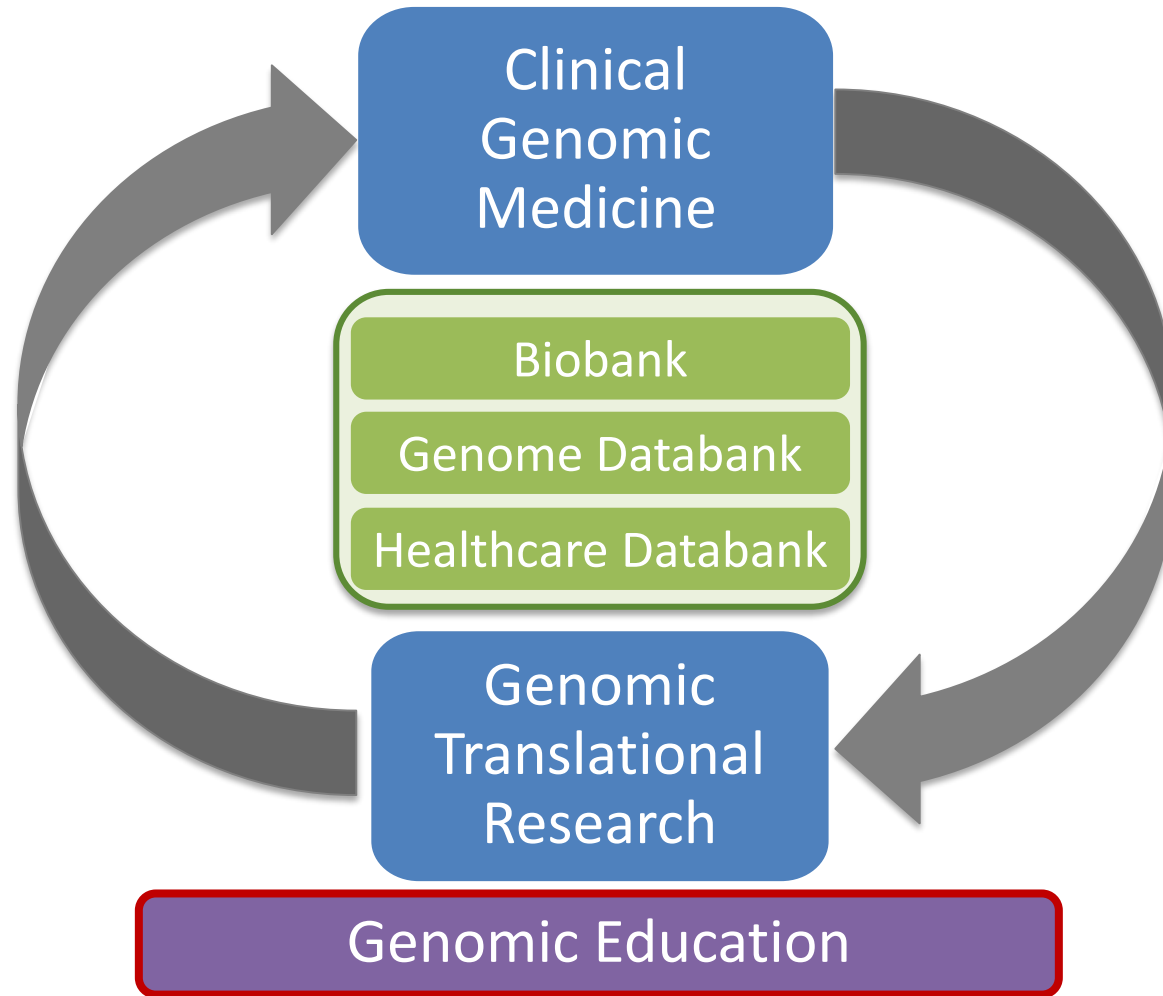 Clinical
Genomic
Medicine
Biobank
Genome Databank
Healthcare Databank
Genomic
Translational
Research
Genomic Education